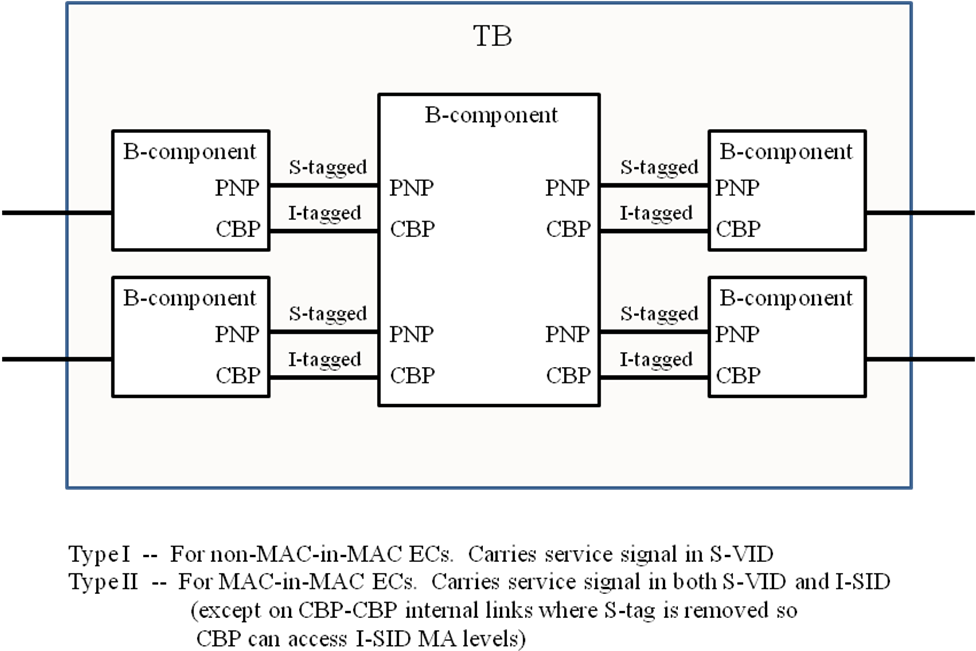 TB
B-component
B-component
S-tagged
S-tagged
B-component
PNP
PNP
PNP
PNP
I-tagged
I-tagged
CBP
CBP
CBP
CBP
B-component
S-tagged
S-tagged
B-component
PNP
PNP
PNP
PNP
I-tagged
I-tagged
CBP
CBP
CBP
CBP
Type I -- For non-MAC-in-MAC ECs. Carries service signal in S-VID
Type II -- For MAC-in-MAC ECs. Carries service signal in both S-VID and I-SID
(except on CBP-CBP internal links where S-tag is removed so
CBP can access I-SID MA levels)